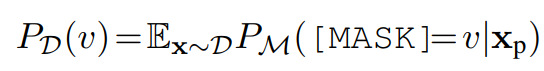 P_𝒟(v) = 𝔼_{𝐱∼𝒟} P_ℳ([MASK]=v|𝐱_p)